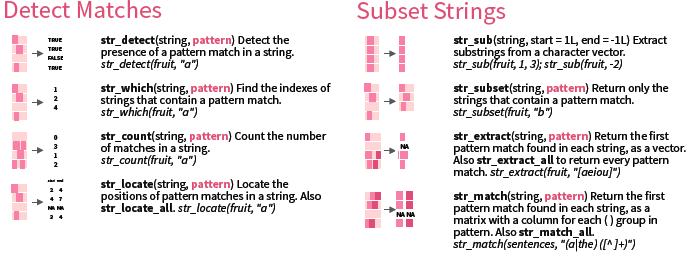 Detect Matches
TRUE
TRUE
FALSE
TRUE
str_detect(string, pattern) Detect the
presence of a pattern match in a string.
str_detect(fruit, "a")
1
2
4
str_which(string, pattern) Find the indexes of
strings that contain a pattern match.
str_which(fruit, "a")
0
3
1
2
str_count(string, pattern) Count the number
of matches in a string.
str_count(fruit, "a")
start end
2 4
4 7
NA NA
3 4
str_locate(string, pattern) Locate the
positions of pattern matches in a string. Also
str_locate_all. str_locate(fruit, "a")
Subset Strings
str_sub(string, start = 1L, end = -1L) Extract
substrings from a character vector.
str_sub(fruit, 1, 3); str_sub(fruit, -2)
str_subset(string, pattern) Return only the
strings that contain a pattern match.
str_subset(fruit, "b")
NA
str_extract(string, pattern) Return the first
pattern match found in each string, as a vector.
Also str_extract_all to return every pattern
match. str_extract(fruit, "[aeiou]")
NA NA
str_match(string, pattern) Return the first
pattern match found in each string, as a
matrix with a column for each ( ) group in
pattern. Also str_match_all.
str_match(sentences, "(a|the) ([^ ]+)")